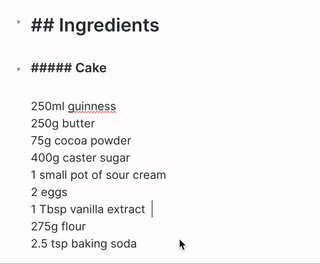 ## Ingredients
##### Cake
250ml guinness
250g butter
75g cocoa powder
400g caster sugar
1 small pot of sour cream
2 eggs
1 Tbsp vanilla extract
275g flour
2.5 tsp baking soda